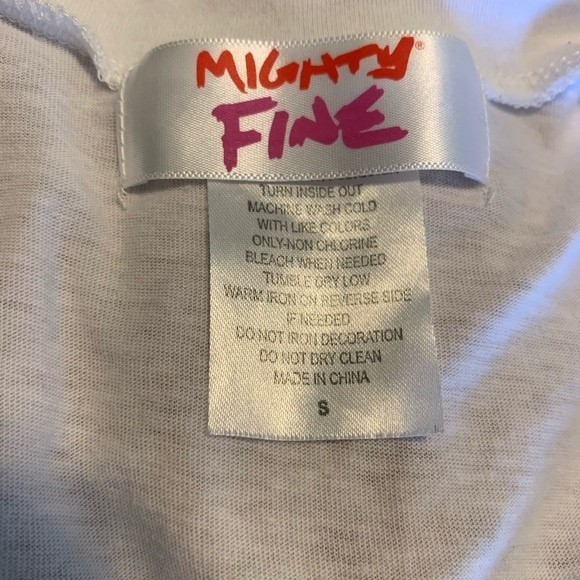 MIGHTY®
FINE
TURN INSIDE OUT
MACHINE WASH COLD
WITH LIKE COLORS
ONLY-NON CHLORINE
BLEACH WHEN NEEDED
TUMBLE DRY LOW
WARM IRON ON REVERSE SIDE
IF NEEDED
DO NOT IRON DECORATION
DO NOT DRY CLEAN
MADE IN CHINA
S